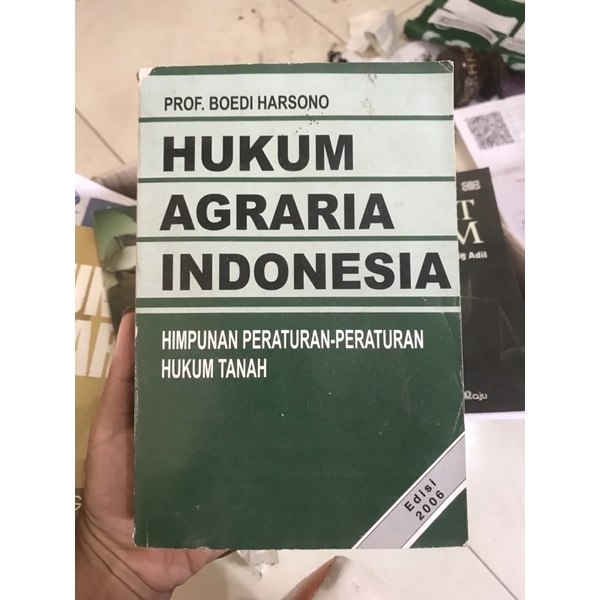 PROF. BOEDI HARSONO
HUKUM
AGRARIA
INDONESIA
HIMPUNAN PERATURAN-PERATURAN
HUKUM TANAH
Edisi
2006